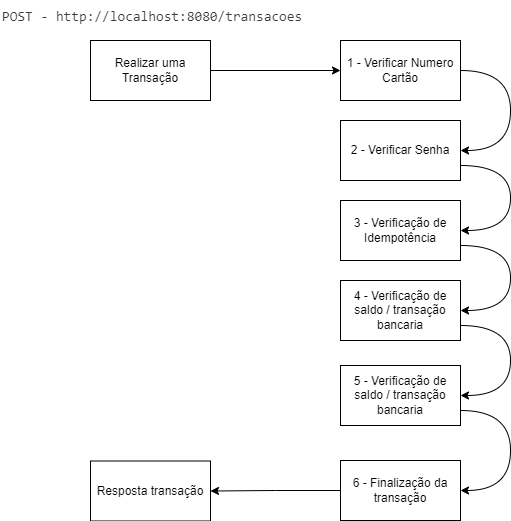 POST - http://localhost:8080/transacoes
Realizar uma
Transação
1 - Verificar Numero
Cartão
2 - Verificar Senha
3 - Verificação de
Idempotência
4 - Verificação de
saldo / transação
bancaria
5 - Verificação de
saldo / transação
bancaria
6 - Finalização da
transação
Resposta transação